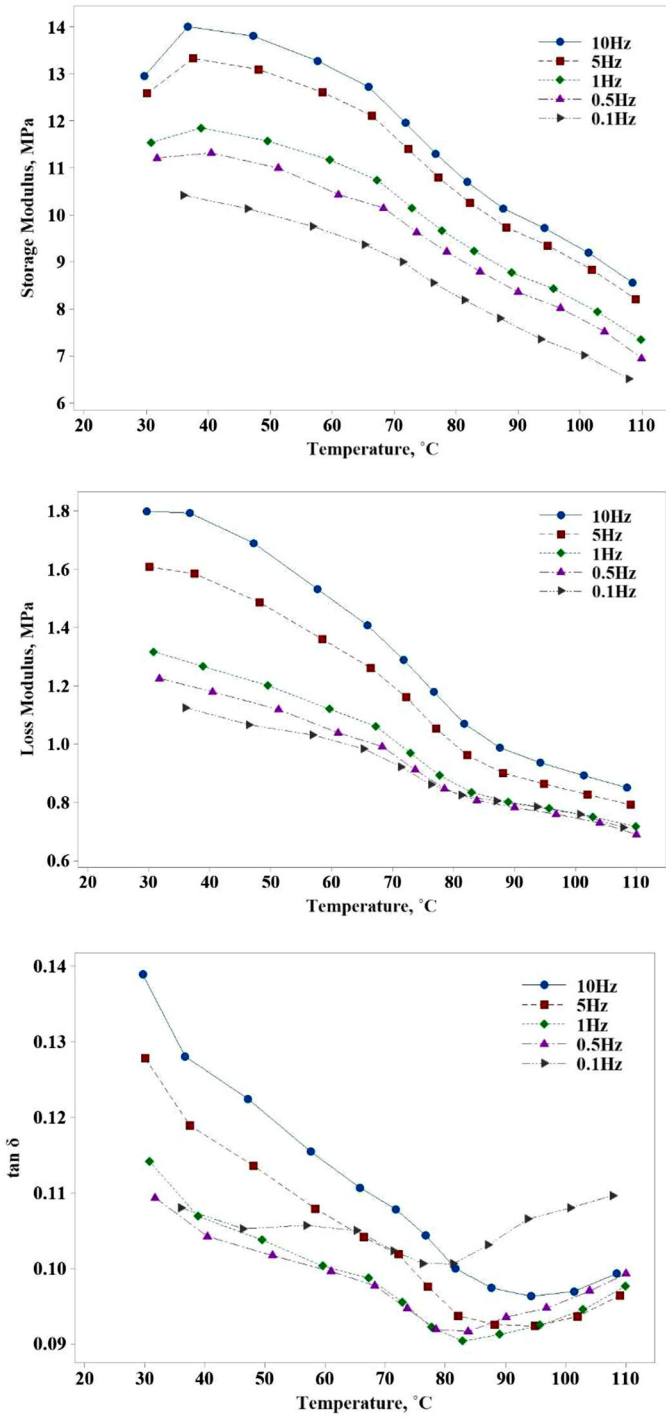 14
13
12
11
10
9
8
7
6
Storage Modulus, MPa
10Hz
5Hz
1Hz
0.5Hz
0.1Hz
20 30 40 50 60 70 80 90 100 110
Temperature, ˚C
1.8
1.6
1.4
1.2
1.0
0.8
0.6
Loss Modulus, MPa
10Hz
5Hz
1Hz
0.5Hz
0.1Hz
20 30 40 50 60 70 80 90 100 110
Temperature, ˚C
0.14
0.13
0.12
0.11
0.10
0.09
tan δ
10Hz
5Hz
1Hz
0.5Hz
0.1Hz
20 30 40 50 60 70 80 90 100 110
Temperature, ˚C